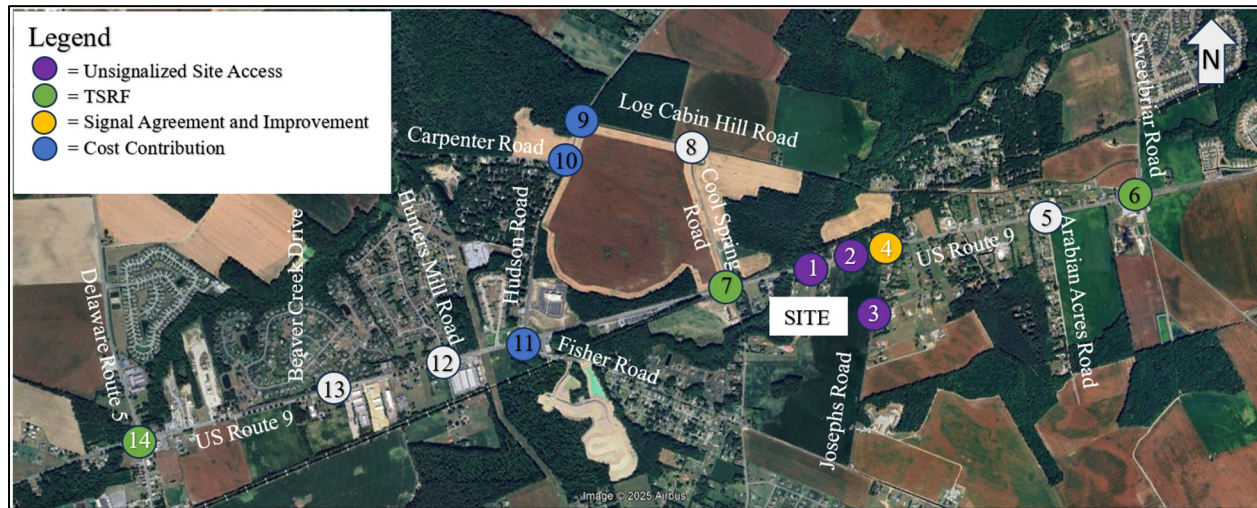 Legend
= Unsignalized Site Access
= TSRF
= Signal Agreement and Improvement
= Cost Contribution
N
Sweetbriar Road
Log Cabin Hill Road
Carpenter Road
9
10
8
Cool Spring
Road
Hudson Road
Hunters Mill Road
Beaver Creek Drive
Delaware Route 5
6
5
Arabian Acres Road
US Route 9
4
2
1
7
3
SITE
Josephs Road
11
Fisher Road
12
13
US Route 9
14
Image © 2025 Airbus